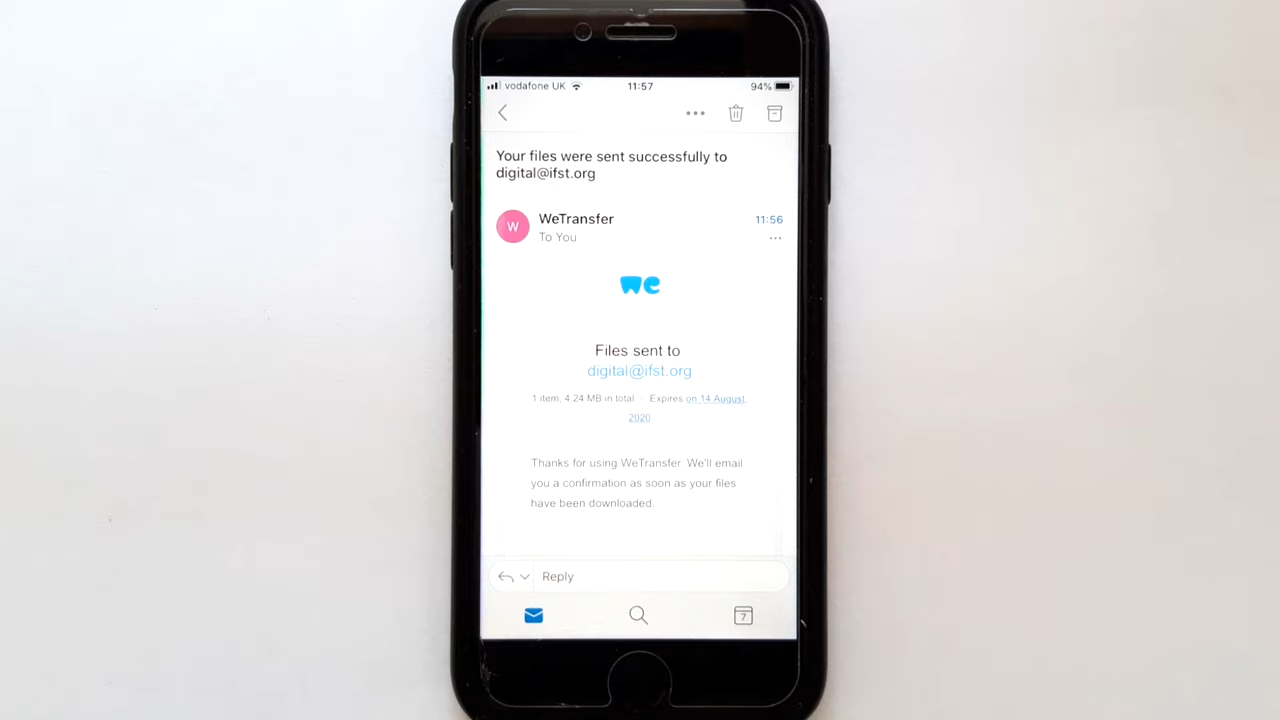 vodafone UK 11:57 94%
Your files were sent successfully to
digital@ifst.org
W WeTransfer 11:56
To You
we
Files sent to
digital@ifst.org
1 item, 4.24 MB in total · Expires on 14 August,
2020
Thanks for using WeTransfer. We'll email
you a confirmation as soon as your files
have been downloaded.
Reply
7